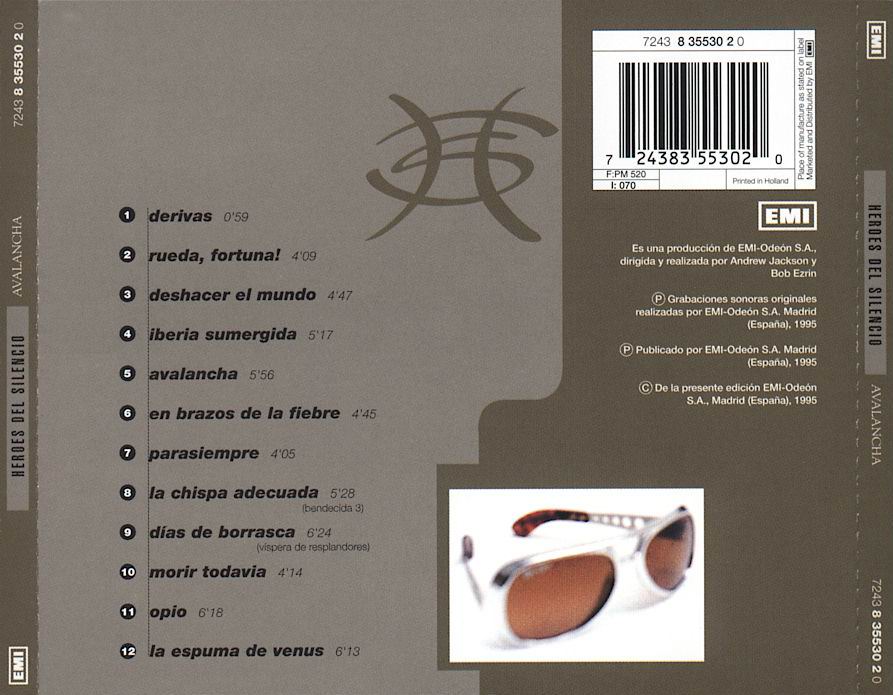 7243 8 35530 2 0
AVALANCHA
HEROES DEL SILENCIO
EMI
1 derivas 0'59
2 rueda, fortuna! 4'09
3 deshacer el mundo 4'47
4 iberia sumergida 5'17
5 avalancha 5'56
6 en brazos de la fiebre 4'45
7 parasiempre 4'05
8 la chispa adecuada 5'28
(bendecida 3)
9 días de borrasca 6'24
(víspera de resplandores)
10 morir todavia 4'14
11 opio 6'18
12 la espuma de venus 6'13
7243 8 35530 2 0
7 24383 55302 0
F:PM 520
I: 070
Printed in Holland
Place of manufacture as stated on label
Marketed and Distributed by EMI EMI
EMI
Es una producción de EMI-Odeón S.A.,
dirigida y realizada por Andrew Jackson y
Bob Ezrin
Ⓟ Grabaciones sonoras originales
realizadas por EMI-Odeón S.A. Madrid
(España), 1995
Ⓟ Publicado por EMI-Odeón S.A. Madrid
(España), 1995
© De la presente edición EMI-Odeón
S.A., Madrid (España), 1995
EMI
HEROES DEL SILENCIO
AVALANCHA
7243 8 35530 2 0